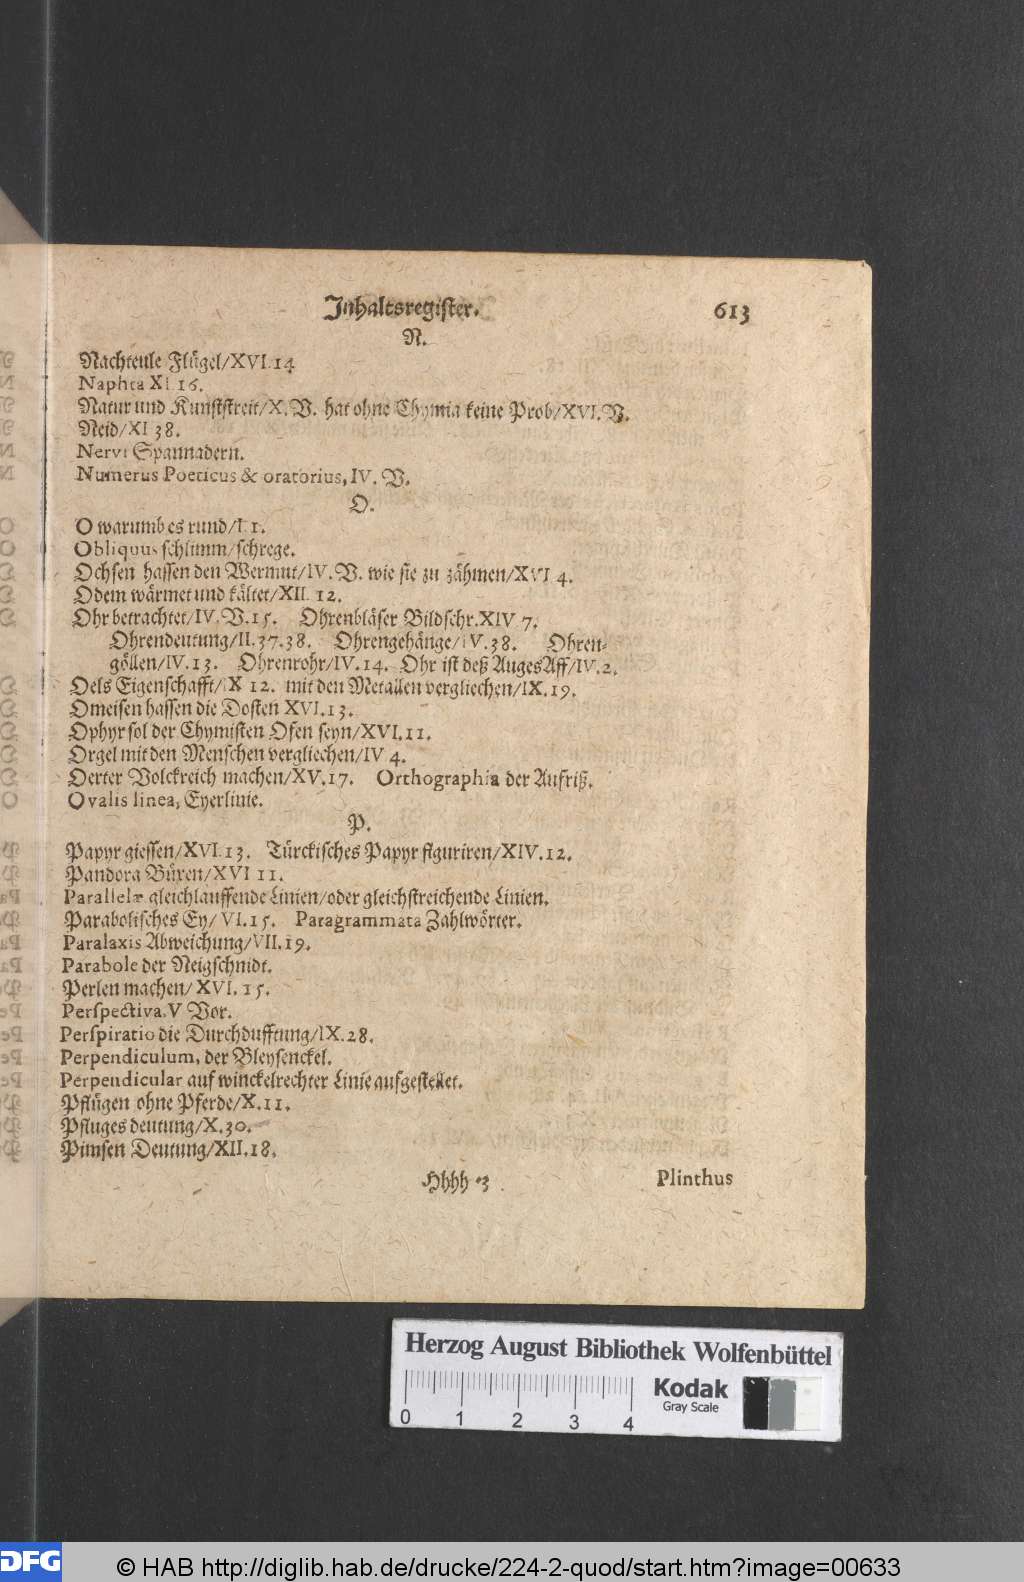 Inhaltsregister. 613
N.
Nachteule Flügel/XVI.14
Naphta XI 16.
Natur und Kunststreit/X.V. hat ohne Chymia keine Prob/XVI.V.
Neid/XI 38.
Nervi Spannadern.
Numerus Poeticus & oratorius, IV. V.
O.
O warumb es rund/I.1.
Obliquus schlimm/schrege.
Ochsen hassen den Wermut/IV.V. wie sie zu zähmen/XVI 4.
Odem wärmet und kältet/XII. 12.
Ohr betrachtet/IV.V.15. Ohrenbläser Bildschr.XIV 7.
Ohrendeutung/II.37.38. Ohrengehänge/IV.38. Ohren-
göllen/IV.13. Ohrenrohr/IV.14. Ohr ist deß Auges Aff/IV.2.
Oels Eigenschafft/IX 12. mit den Metallen vergliechen/IX.19.
Omeisen hassen die Dosten XVI.13.
Ophyr sol der Chymisten Ofen seyn/XVI.11.
Orgel mit den Menschen vergliechen/IV 4.
Oerter Volckreich machen/XV.17. Orthographia der Aufriß.
Ovalis linea, Eyerlinie.
P.
Papyr giessen/XVI.13. Türckisches Papyr figuriren/XIV.12.
Pandora Büxen/XVI 11.
Parallelæ gleichlauffende Linien/oder gleichstreichende Linien.
Parabolisches Ey/VI.15. Paragrammata Zahlwörter.
Paralaxis Abweichung/VII.19.
Parabole der Neigschnidt.
Perlen machen/XVI.15.
Perspectiva.V Vor.
Perspiratio die Durchdufftung/IX.28.
Perpendiculum, der Bleysenckel.
Perpendicular auf winckelrechter Linie aufgestellet.
Pflügen ohne Pferde/X.11.
Pfluges deutung/X.30.
Pimsen Deutung/XII.18.
Hhhh 3 Plinthus
Herzog August Bibliothek Wolfenbüttel
0 1 2 3 4
Kodak
Gray Scale
DFG
© HAB http://diglib.hab.de/drucke/224-2-quod/start.htm?image=00633